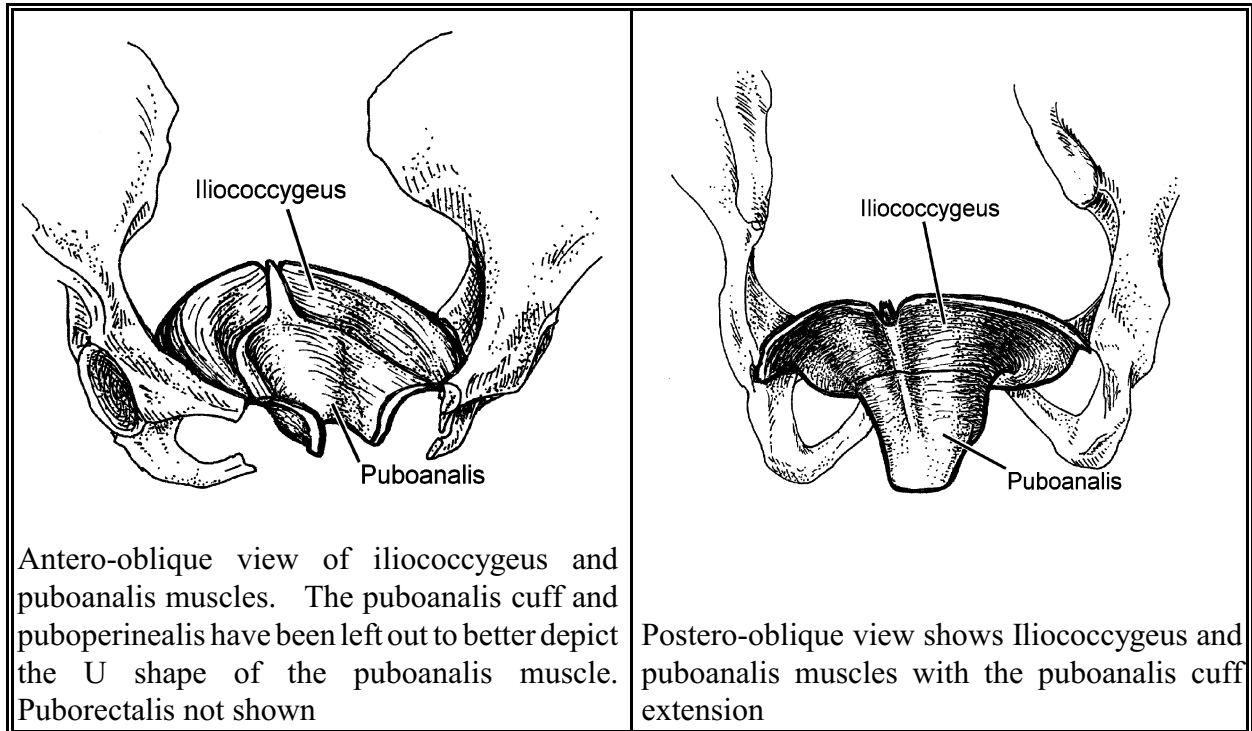 Iliococcygeus
Puboanalis
Antero-oblique view of iliococcygeus and
puboanalis muscles. The puboanalis cuff and
puboperinealis have been left out to better depict
the U shape of the puboanalis muscle.
Puborectalis not shown
Iliococcygeus
Puboanalis
Postero-oblique view shows Iliococcygeus and
puboanalis muscles with the puboanalis cuff
extension